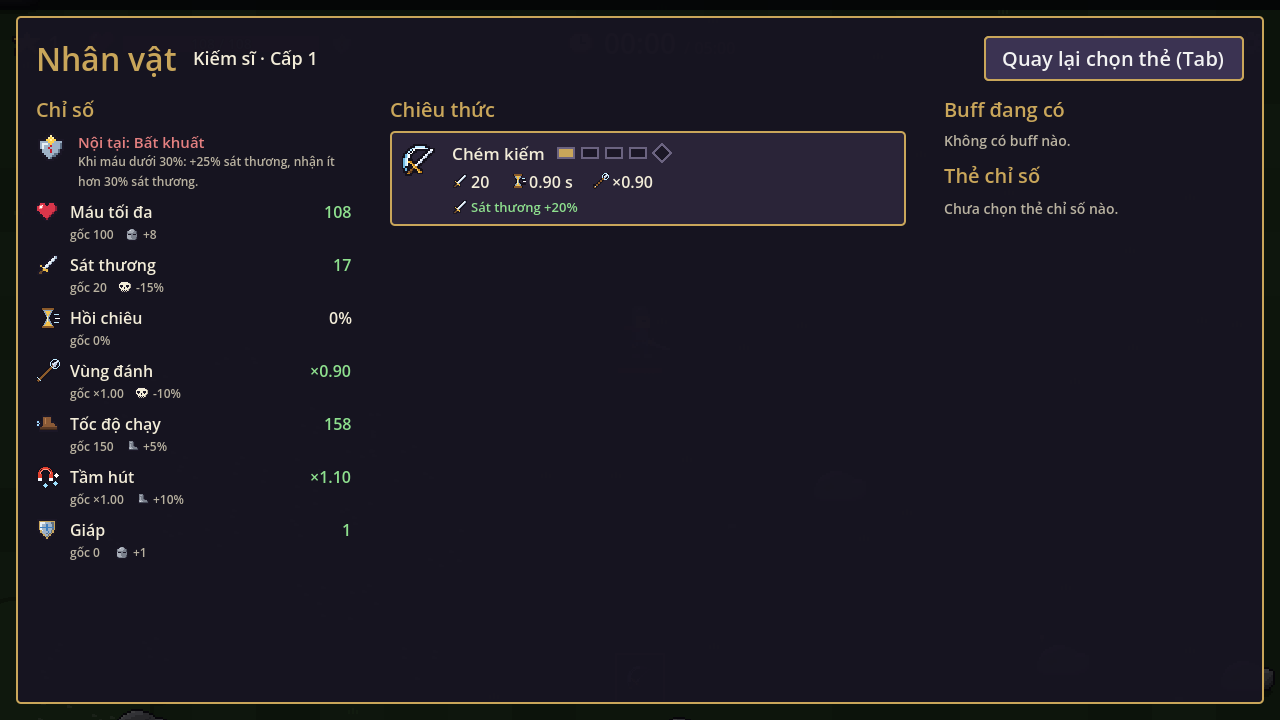 Nhân vật
Kiếm sĩ · Cấp 1
Quay lại chọn thẻ (Tab)
Chỉ số
Nội tại: Bất khuất
Khi máu dưới 30%: +25% sát thương, nhận ít
hơn 30% sát thương.
Máu tối đa 108
gốc 100 +8
Sát thương 17
gốc 20 -15%
Hồi chiêu 0%
gốc 0%
Vùng đánh ×0.90
gốc ×1.00 -10%
Tốc độ chạy 158
gốc 150 +5%
Tầm hút ×1.10
gốc ×1.00 +10%
Giáp 1
gốc 0 +1
Chiêu thức
Chém kiếm
20 0.90 s ×0.90
Sát thương +20%
Buff đang có
Không có buff nào.
Thẻ chỉ số
Chưa chọn thẻ chỉ số nào.